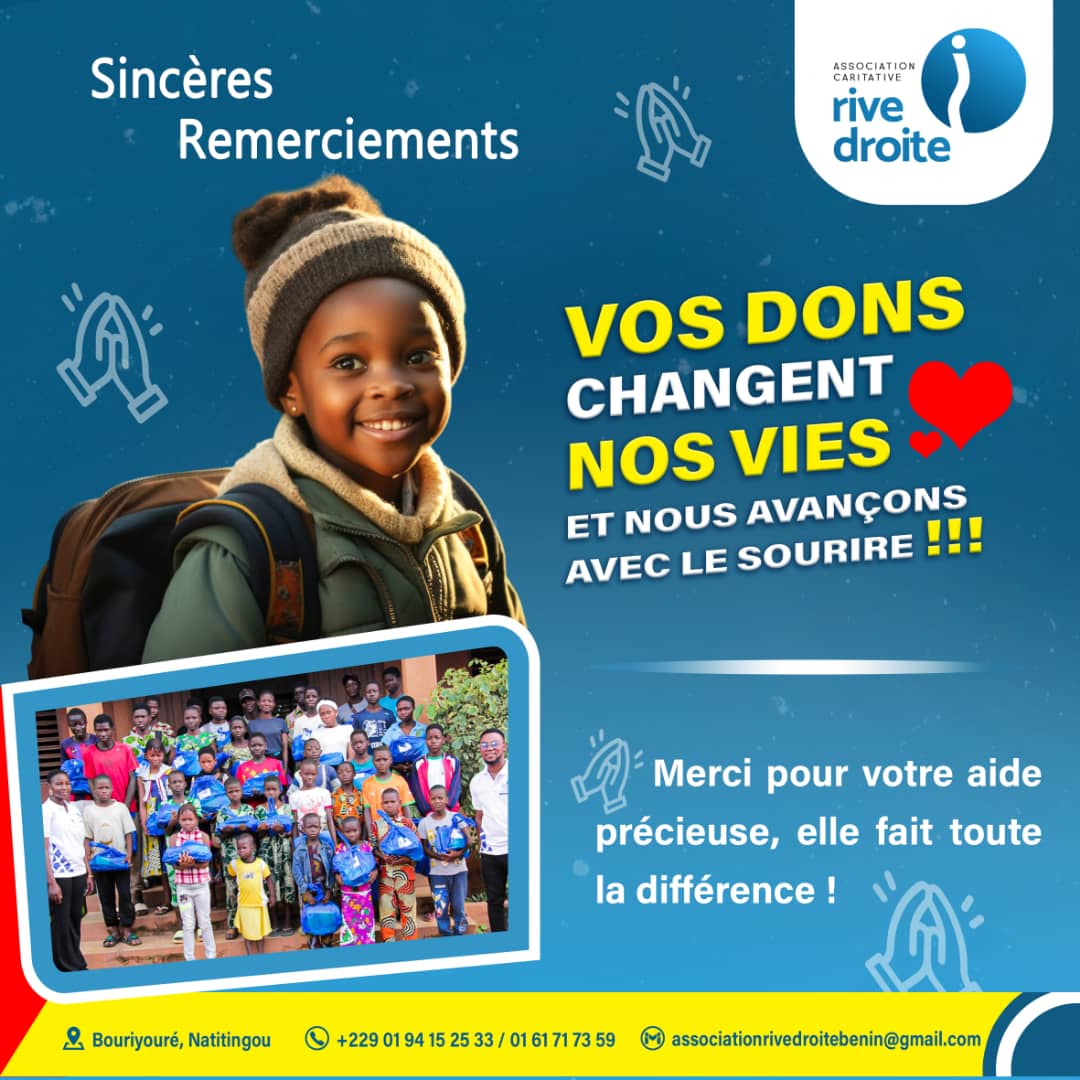 Sincères
Remerciements
ASSOCIATION
CARITATIVE
rive
droite
VOS DONS
CHANGENT
NOS VIES
ET NOUS AVANÇONS
AVEC LE SOURIRE !!!
Merci pour votre aide
précieuse, elle fait toute
la différence !
Bouriyouré, Natitingou
+229 01 94 15 25 33 / 01 61 71 73 59
associationrivedroitebenin@gmail.com